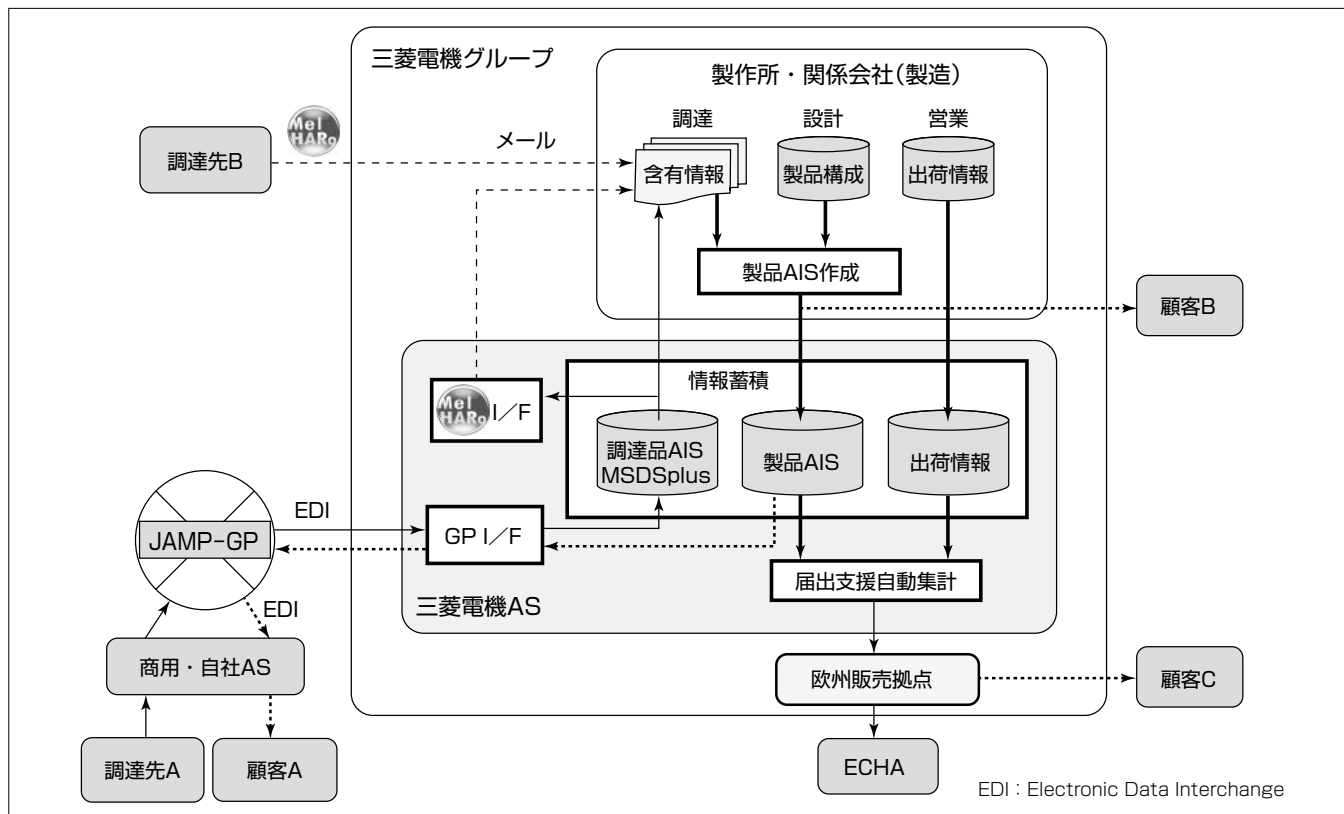 三菱電機グループ
製作所・関係会社(製造)
調達
設計
営業
Mel
HARo
メール
調達先B
含有情報
製品構成
出荷情報
製品AIS作成
顧客B
情報蓄積
Mel
HARo
I/F
調達品AIS
MSDSplus
製品AIS
出荷情報
EDI
JAMP-GP
GP I/F
届出支援自動集計
三菱電機AS
EDI
商用・自社AS
欧州販売拠点
顧客C
調達先A
顧客A
ECHA
EDI:Electronic Data Interchange